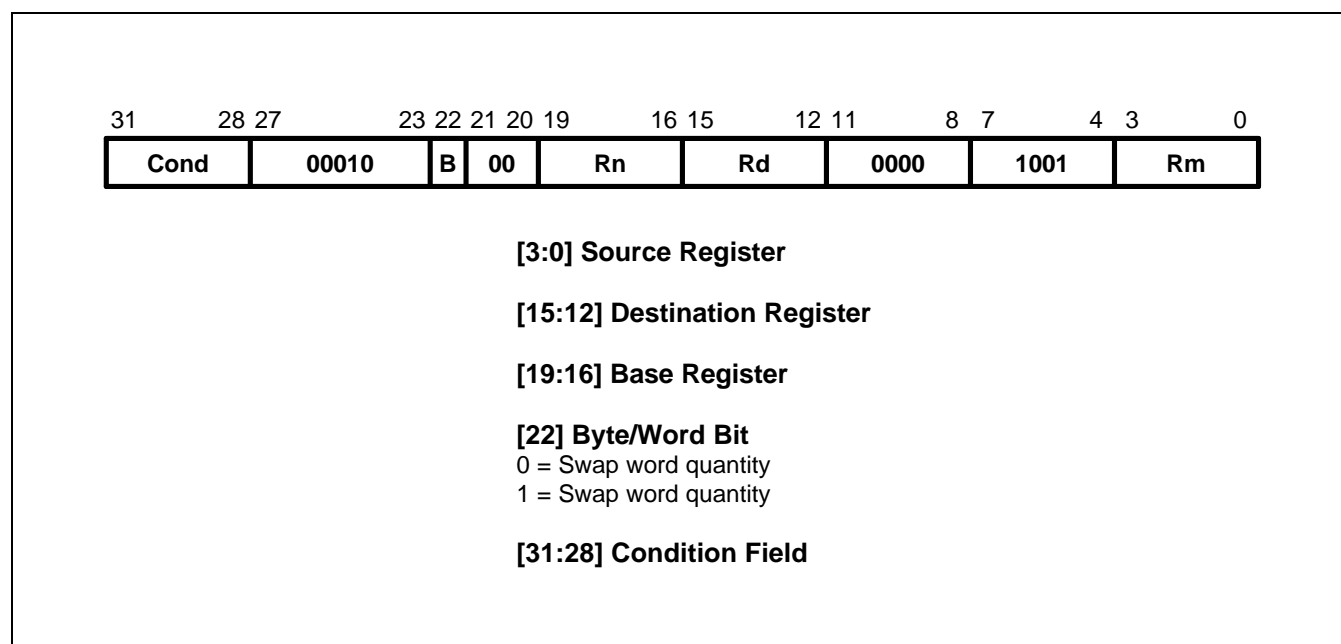 31 28 27 23 22 21 20 19 16 15 12 11 8 7 4 3 0
Cond 00010 B 00 Rn Rd 0000 1001 Rm
[3:0] Source Register
[15:12] Destination Register
[19:16] Base Register
[22] Byte/Word Bit
0 = Swap word quantity
1 = Swap word quantity
[31:28] Condition Field